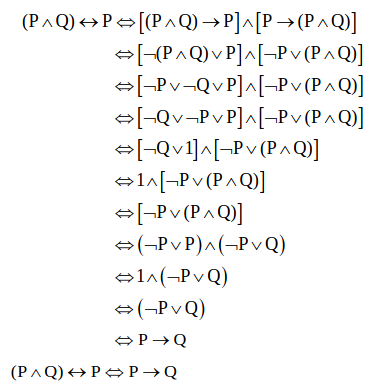 (P∧Q)↔P⇔[(P∧Q)→P]∧[P→(P∧Q)]
⇔[¬(P∧Q)∨P]∧[¬P∨(P∧Q)]
⇔[¬P∨¬Q∨P]∧[¬P∨(P∧Q)]
⇔[¬Q∨¬P∨P]∧[¬P∨(P∧Q)]
⇔[¬Q∨1]∧[¬P∨(P∧Q)]
⇔1∧[¬P∨(P∧Q)]
⇔[¬P∨(P∧Q)]
⇔(¬P∨P)∧(¬P∨Q)
⇔1∧(¬P∨Q)
⇔(¬P∨Q)
⇔P→Q
(P∧Q)↔P⇔P→Q